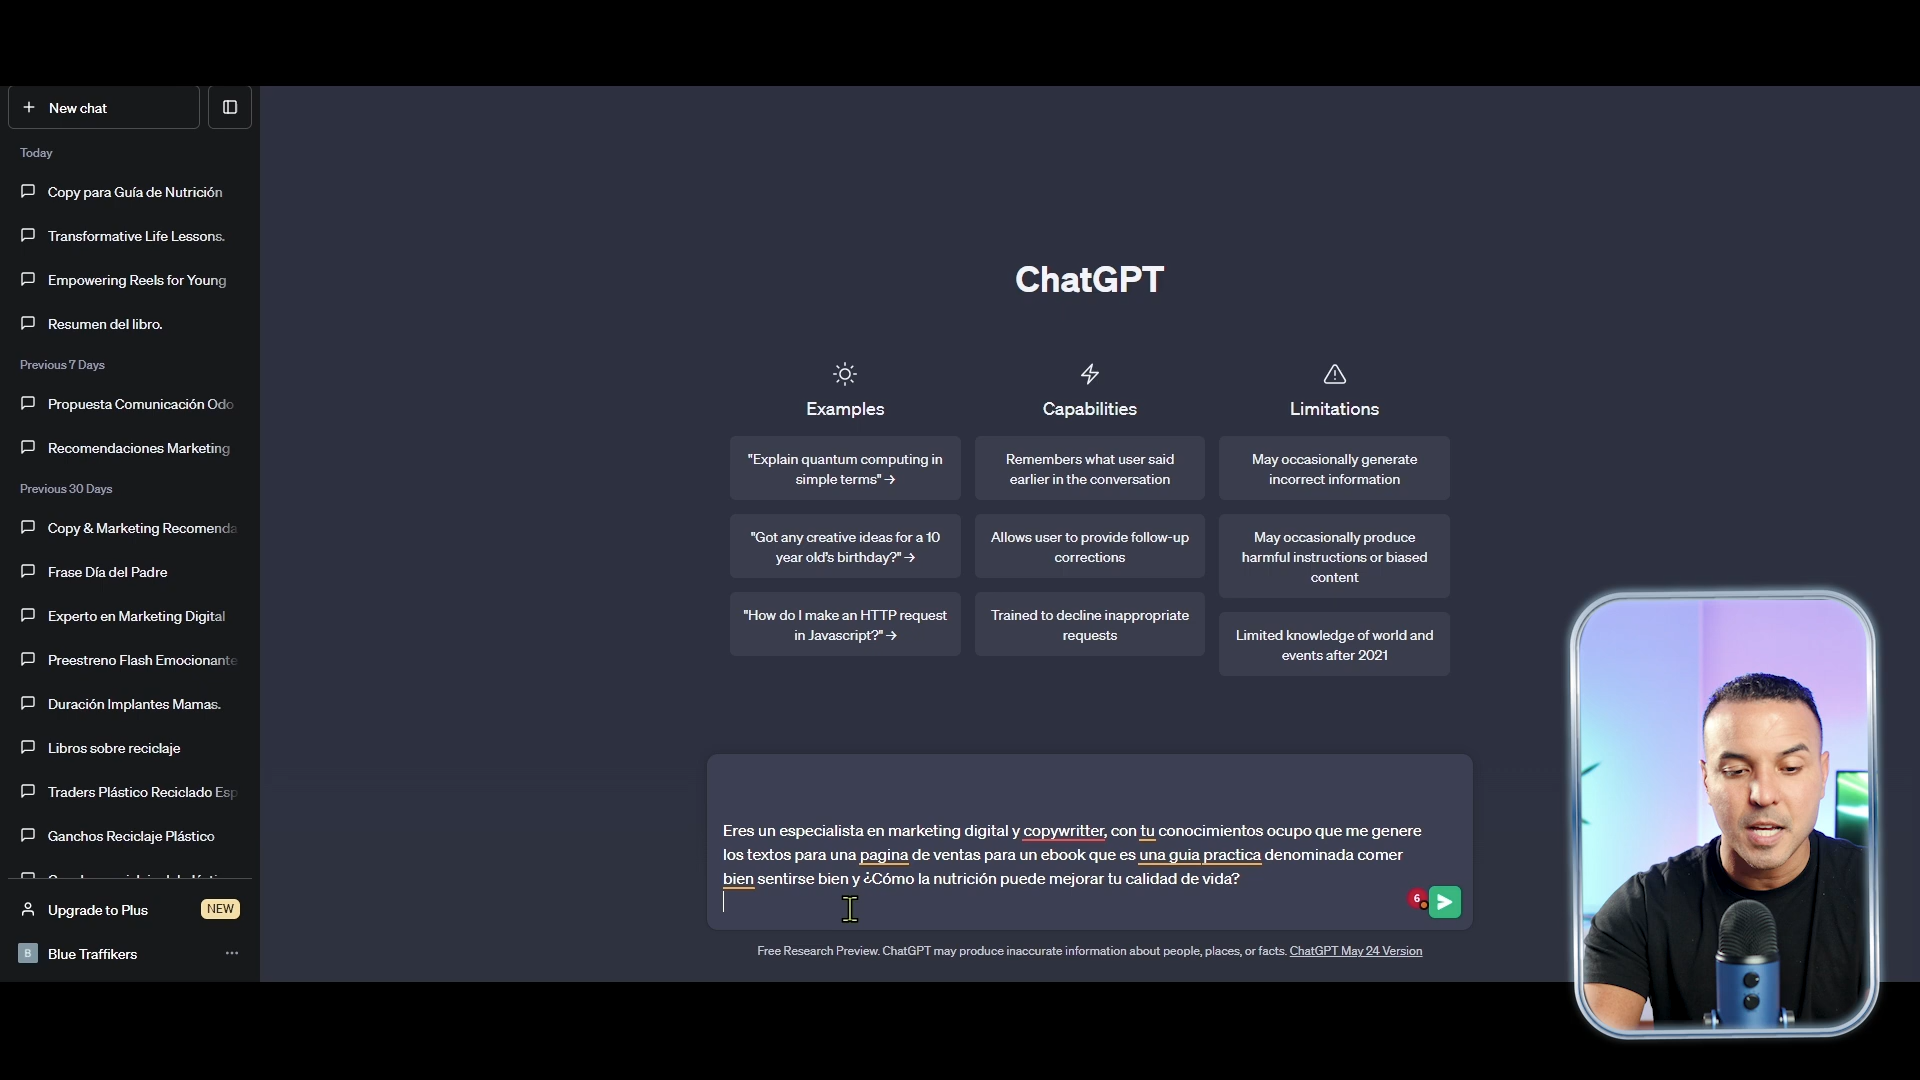 New chat
Today
Copy para Guía de Nutrición
Transformative Life Lessons.
Empowering Reels for Young
Resumen del libro.
Previous 7 Days
Propuesta Comunicación Odo
Recomendaciones Marketing
Previous 30 Days
Copy & Marketing Recomenda
Frase Día del Padre
Experto en Marketing Digital
Preestreno Flash Emocionante
Duración Implantes Mamas.
Libros sobre reciclaje
Traders Plástico Reciclado Esp
Ganchos Reciclaje Plástico
Upgrade to Plus
NEW
B
Blue Traffikers
ChatGPT
Examples
"Explain quantum computing in
simple terms" →
"Got any creative ideas for a 10
year old's birthday?" →
"How do I make an HTTP request
in Javascript?" →
Capabilities
Remembers what user said
earlier in the conversation
Allows user to provide follow-up
corrections
Trained to decline inappropriate
requests
Limitations
May occasionally generate
incorrect information
May occasionally produce
harmful instructions or biased
content
Limited knowledge of world and
events after 2021
Eres un especialista en marketing digital y copywritter, con tu conocimientos ocupo que me genere
los textos para una pagina de ventas para un ebook que es una guia practica denominada comer
bien sentirse bien y ¿Cómo la nutrición puede mejorar tu calidad de vida?
6
Free Research Preview. ChatGPT may produce inaccurate information about people, places, or facts. ChatGPT May 24 Version